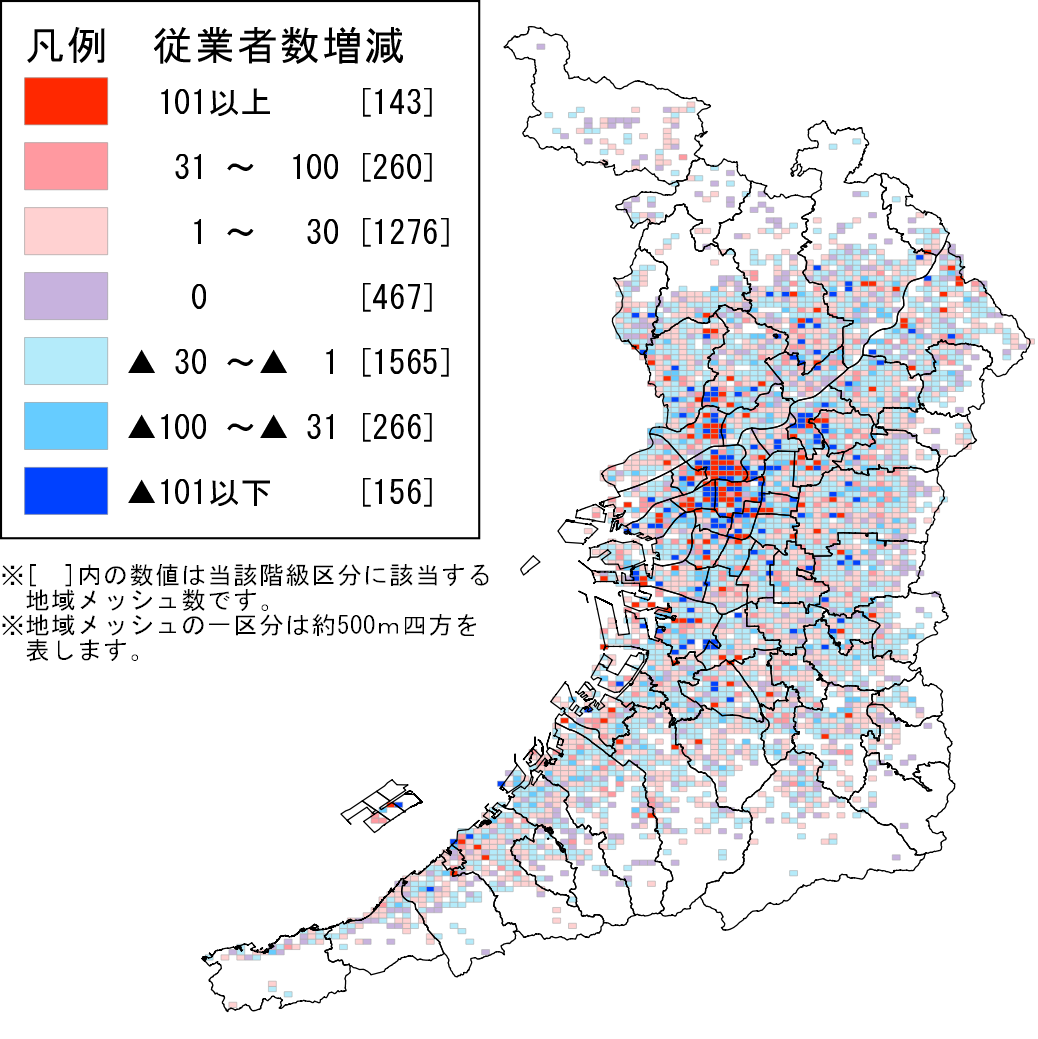 凡例 従業者数増減
101以上 [143]
31 ～ 100 [260]
1 ～ 30 [1276]
0 [467]
▲ 30 ～▲ 1 [1565]
▲100 ～▲ 31 [266]
▲101以下 [156]
※[ ]内の数値は当該階級区分に該当する
地域メッシュ数です。
※地域メッシュの一区分は約500ｍ四方を
表します。